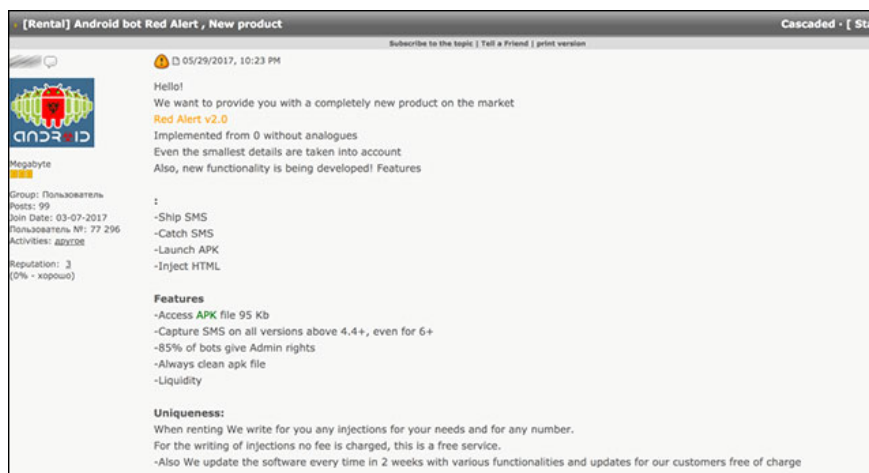 [Rental] Android bot Red Alert , New product
Cascaded · [ Sta
Subscribe to the topic | Tell a Friend | print version
05/29/2017, 10:23 PM
Hello!
We want to provide you with a completely new product on the market
Red Alert v2.0
Implemented from 0 without analogues
Even the smallest details are taken into account
Also, new functionality is being developed! Features
:
-Ship SMS
-Catch SMS
-Launch APK
-Inject HTML
Features
-Access APK file 95 Kb
-Capture SMS on all versions above 4.4+, even for 6+
-85% of bots give Admin rights
-Always clean apk file
-Liquidity
Uniqueness:
When renting We write for you any injections for your needs and for any number.
For the writing of injections no fee is charged, this is a free service.
-Also We update the software every time in 2 weeks with various functionalities and updates for our customers free of charge
ANDROID
Megabyte
Group: Пользователь
Posts: 99
Join Date: 03-07-2017
Пользователь №: 77 296
Activities: другое
Reputation: 3
(0% - хорошо)